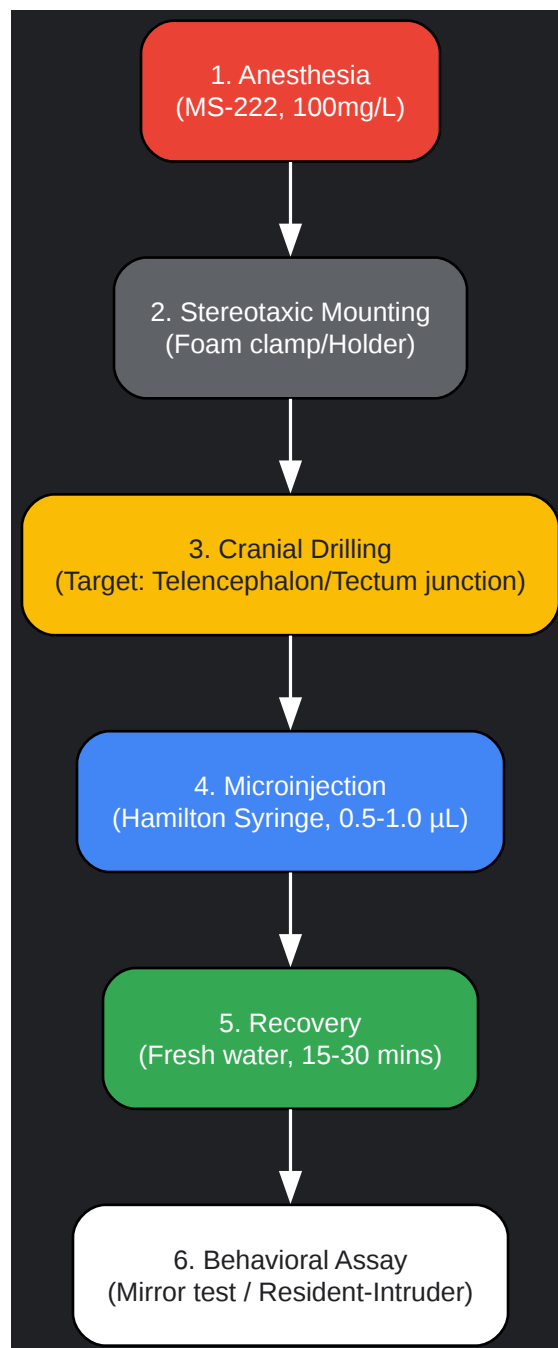 1. Anesthesia
(MS-222, 100mg/L)
2. Stereotaxic Mounting
(Foam clamp/Holder)
3. Cranial Drilling
(Target: Telencephalon/Tectum junction)
4. Microinjection
(Hamilton Syringe, 0.5-1.0 µL)
5. Recovery
(Fresh water, 15-30 mins)
6. Behavioral Assay
(Mirror test / Resident-Intruder)